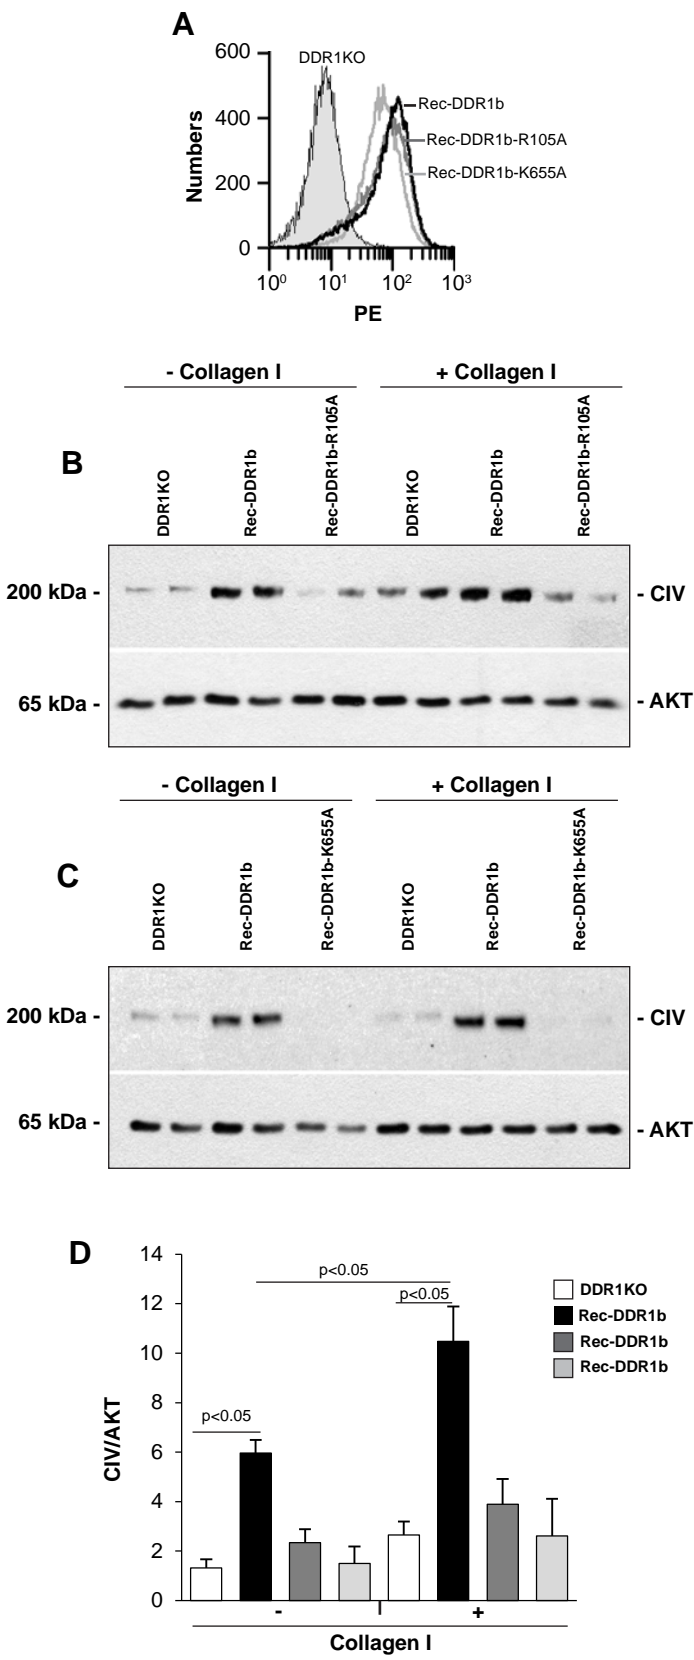 A
600
DDR1KO
Rec-DDR1b
400
Rec-DDR1b-R105A
Numbers
Rec-DDR1b-K655A
200
0
10⁰ 10¹ 10² 10³
PE
- Collagen I + Collagen I
B
DDR1KO
Rec-DDR1b
Rec-DDR1b-R105A
DDR1KO
Rec-DDR1b
Rec-DDR1b-R105A
200 kDa - - CIV
65 kDa - - AKT
- Collagen I + Collagen I
C
DDR1KO
Rec-DDR1b
Rec-DDR1b-K655A
DDR1KO
Rec-DDR1b
Rec-DDR1b-K655A
200 kDa - - CIV
65 kDa - - AKT
D
14
p<0.05
DDR1KO
p<0.05
12
Rec-DDR1b
Rec-DDR1b
10
Rec-DDR1b
8
CIV/AKT
p<0.05
6
4
2
0
- +
Collagen I